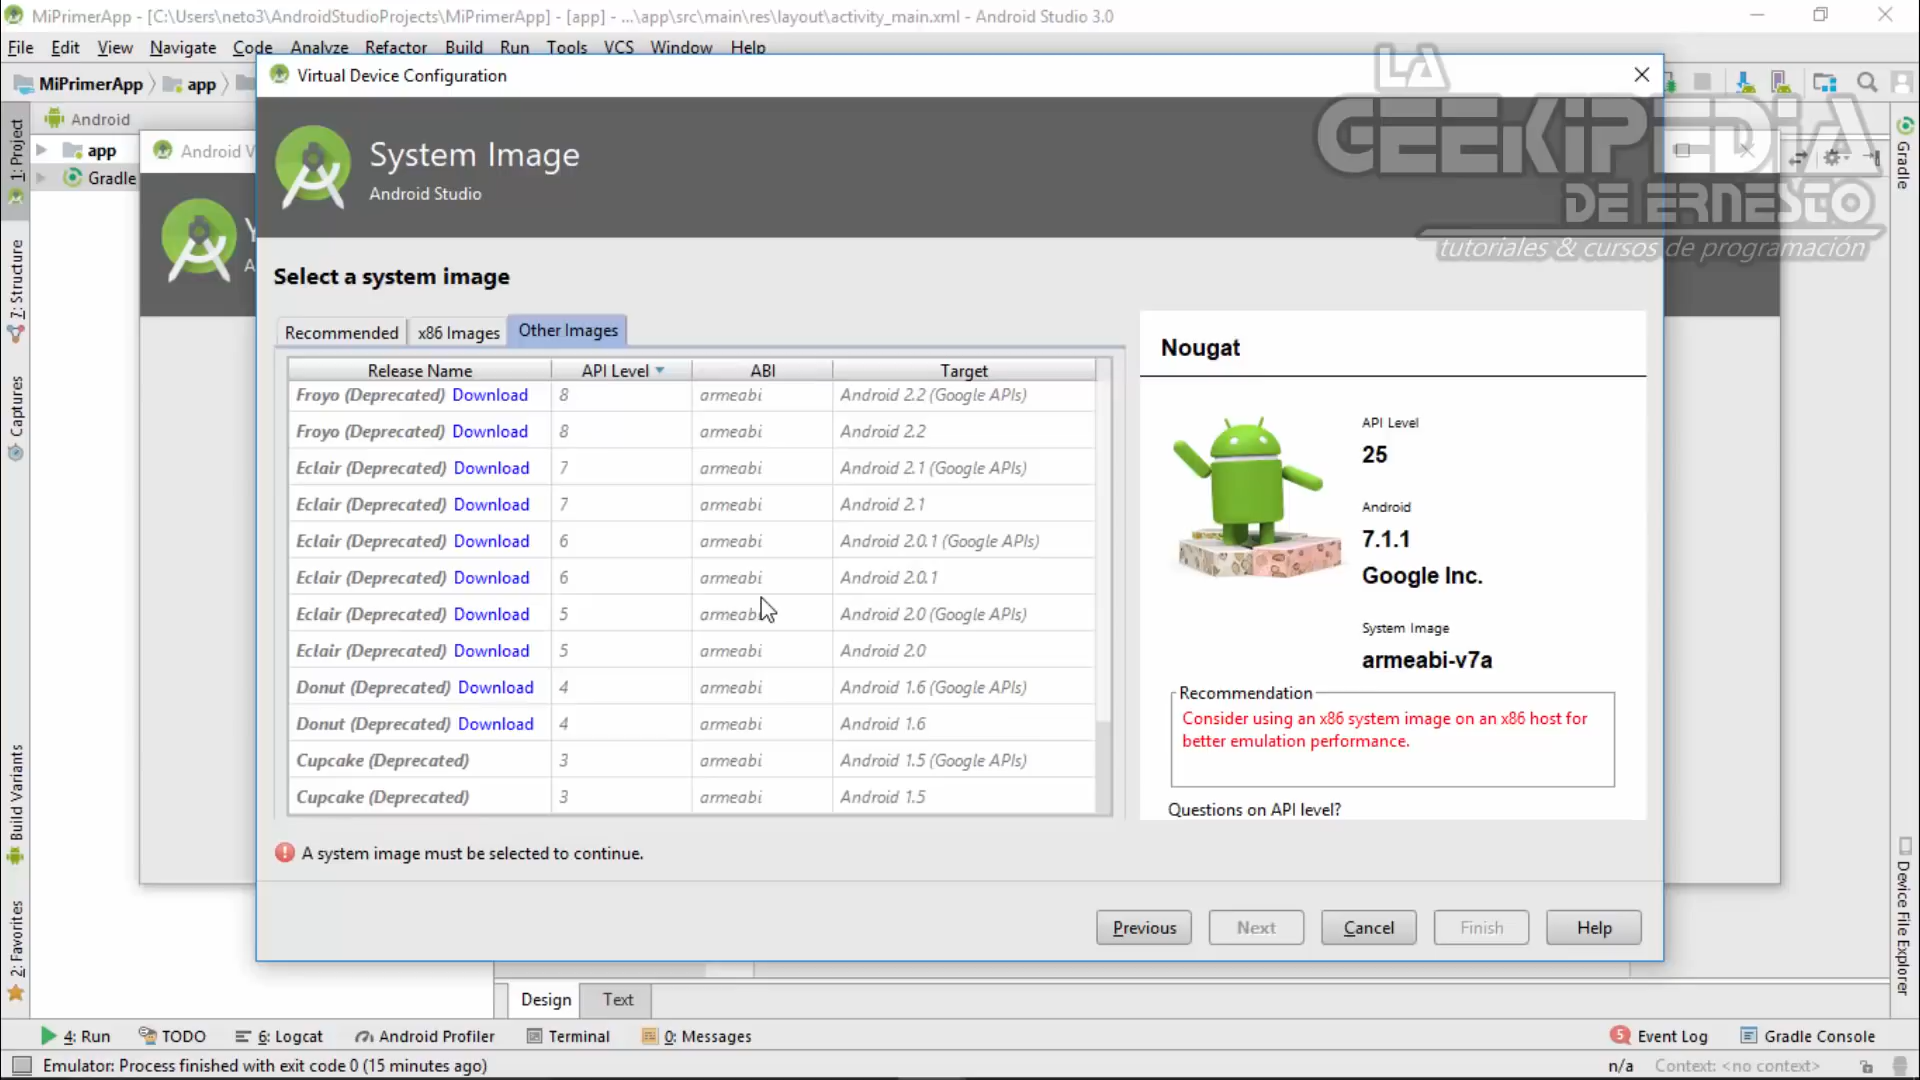 MiPrimerApp - [C:\Users\neto3\AndroidStudioProjects\MiPrimerApp] - [app] - ...\app\src\main\res\layout\activity_main.xml - Android Studio 3.0
File Edit View Navigate Code Analyze Refactor Build Run Tools VCS Window Help
MiPrimerApp app
Virtual Device Configuration
LA
GEEKIPEDIA
DE ERNESTO
tutoriales & cursos de programación
Android
app
Gradle
Android V
Y
A
System Image
Android Studio
Select a system image
Recommended x86 Images Other Images
Release Name API Level ABI Target
Froyo (Deprecated) Download 8 armeabi Android 2.2 (Google APIs)
Froyo (Deprecated) Download 8 armeabi Android 2.2
Eclair (Deprecated) Download 7 armeabi Android 2.1 (Google APIs)
Eclair (Deprecated) Download 7 armeabi Android 2.1
Eclair (Deprecated) Download 6 armeabi Android 2.0.1 (Google APIs)
Eclair (Deprecated) Download 6 armeabi Android 2.0.1
Eclair (Deprecated) Download 5 armeabi Android 2.0 (Google APIs)
Eclair (Deprecated) Download 5 armeabi Android 2.0
Donut (Deprecated) Download 4 armeabi Android 1.6 (Google APIs)
Donut (Deprecated) Download 4 armeabi Android 1.6
Cupcake (Deprecated) 3 armeabi Android 1.5 (Google APIs)
Cupcake (Deprecated) 3 armeabi Android 1.5
Nougat
API Level
25
Android
7.1.1
Google Inc.
System Image
armeabi-v7a
Recommendation
Consider using an x86 system image on an x86 host for
better emulation performance.
Questions on API level?
A system image must be selected to continue.
Previous Next Cancel Finish Help
1: Project
7: Structure
Captures
Build Variants
2: Favorites
Gradle
Device File Explorer
Design Text
4: Run TODO 6: Logcat Android Profiler Terminal 0: Messages 5 Event Log Gradle Console
Emulator: Process finished with exit code 0 (15 minutes ago) n/a Context: <no context>